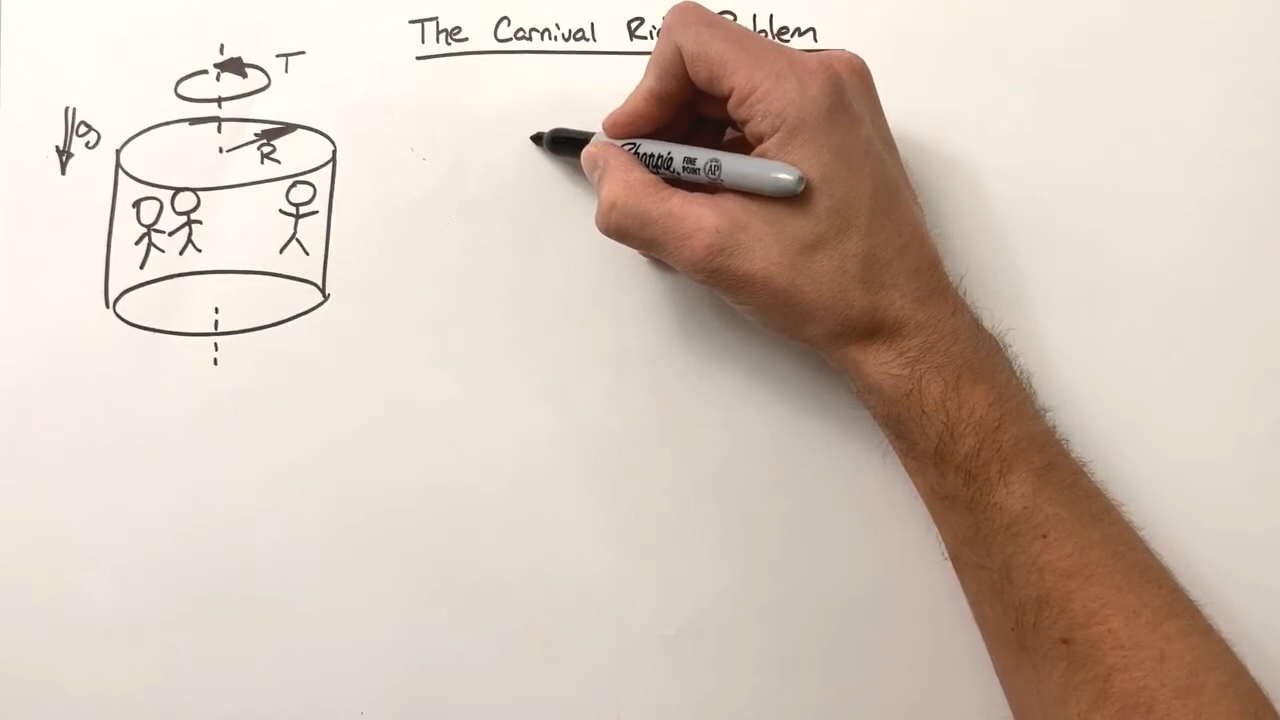 The Carnival
T
g
R
Sharpie.
FINE
POINT
AP